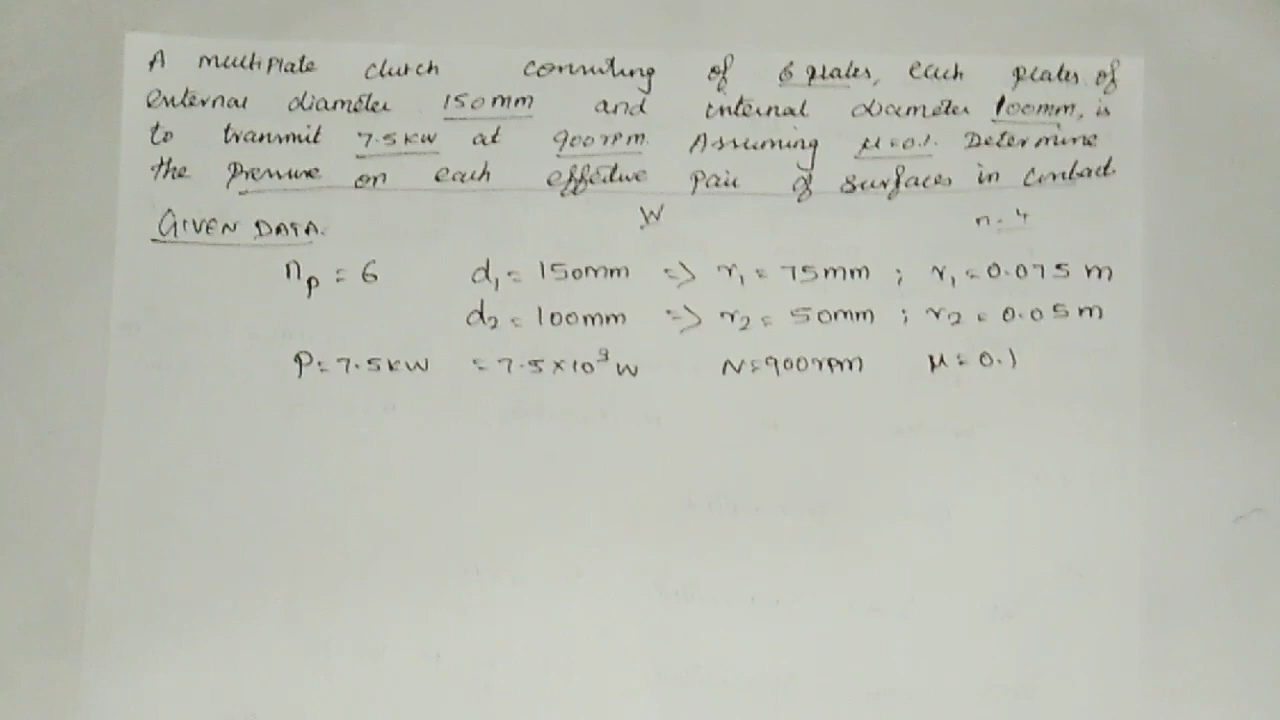 A multiplate clutch consisting of 6 plates, each plates of
external diameter 150mm and internal diameter 100mm, is
to transmit 7.5kW at 900rpm. Assuming μ=0.1. Determine
the Pressure on each effective pair of surfaces in contact.
W n=4
GIVEN DATA.
np = 6 d1 = 150mm => r1 = 75mm ; r1 = 0.075 m
d2 = 100mm => r2 = 50mm ; r2 = 0.05 m
P = 7.5kW = 7.5×10³ W N=900rpm μ = 0.1